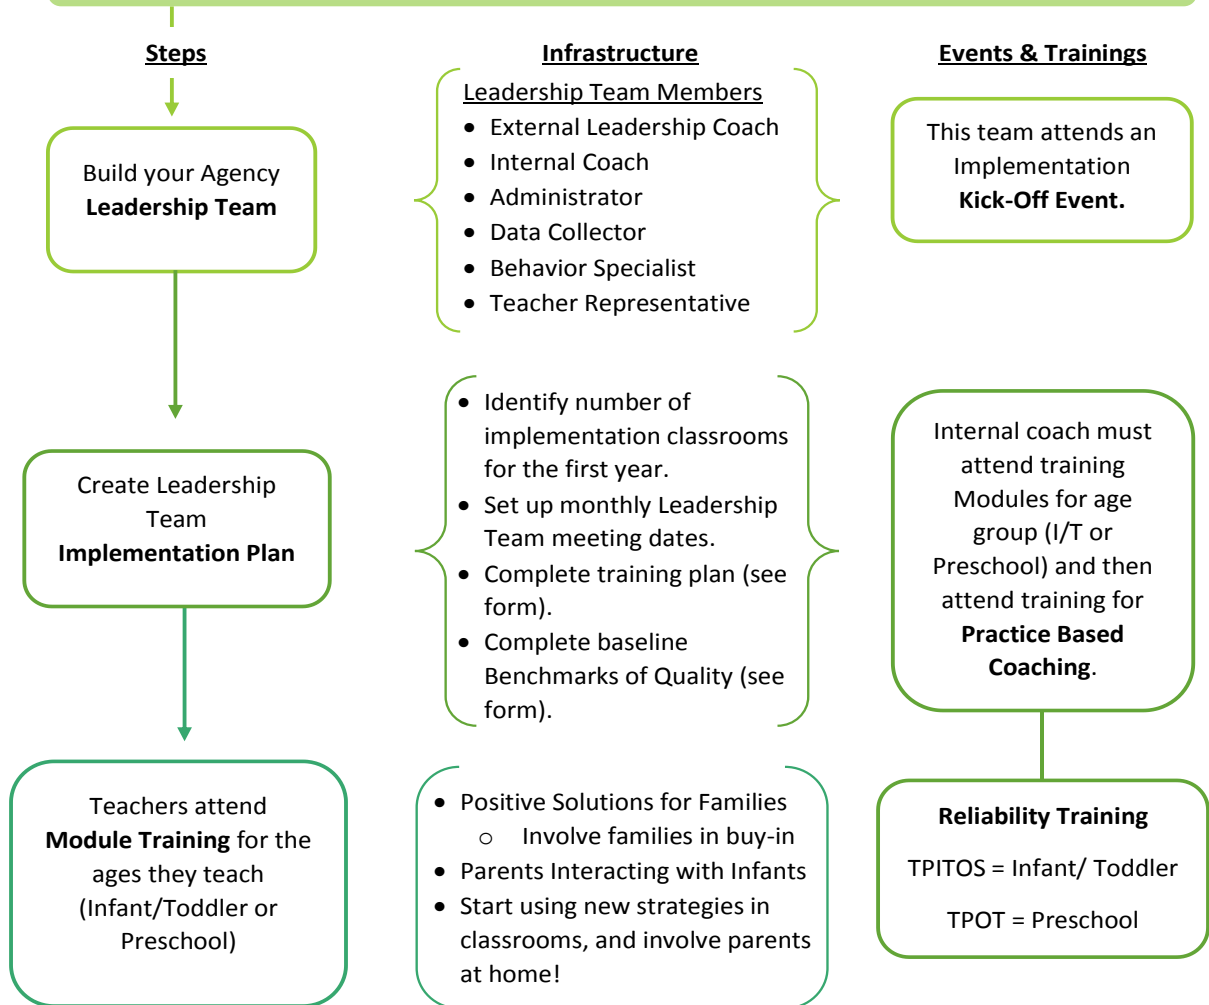 Steps
Infrastructure
Events & Trainings
Build your Agency
Leadership Team
Leadership Team Members
• External Leadership Coach
• Internal Coach
• Administrator
• Data Collector
• Behavior Specialist
• Teacher Representative
This team attends an
Implementation
Kick-Off Event.
Create Leadership
Team
Implementation Plan
• Identify number of
implementation classrooms
for the first year.
• Set up monthly Leadership
Team meeting dates.
• Complete training plan (see
form).
• Complete baseline
Benchmarks of Quality (see
form).
Internal coach must
attend training
Modules for age
group (I/T or
Preschool) and then
attend training for
Practice Based
Coaching.
Teachers attend
Module Training for the
ages they teach
(Infant/Toddler or
Preschool)
• Positive Solutions for Families
o Involve families in buy-in
• Parents Interacting with Infants
• Start using new strategies in
classrooms, and involve parents
at home!
Reliability Training
TPITOS = Infant/ Toddler
TPOT = Preschool